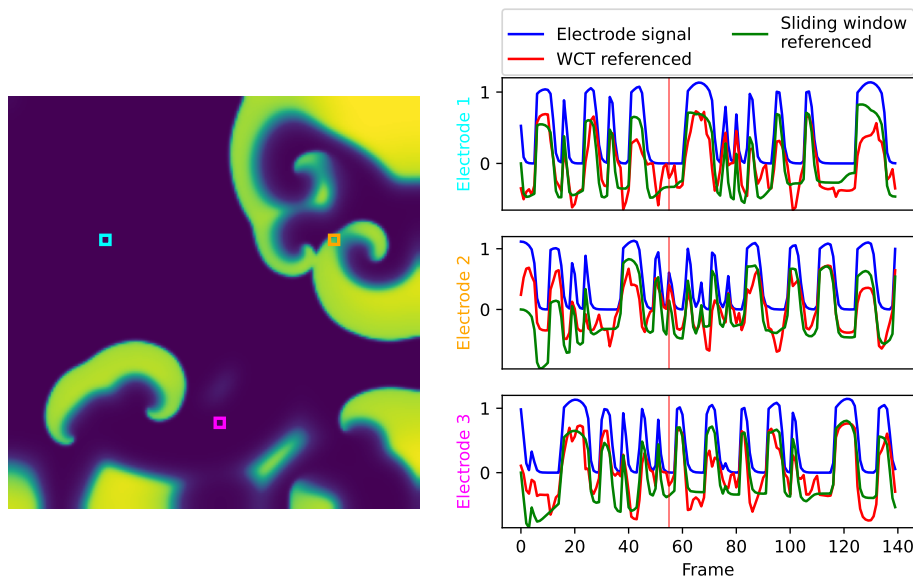 Electrode signal
WCT referenced
Sliding window
referenced
Electrode 1
1
0
Electrode 2
1
0
Electrode 3
1
0
0 20 40 60 80 100 120 140
Frame